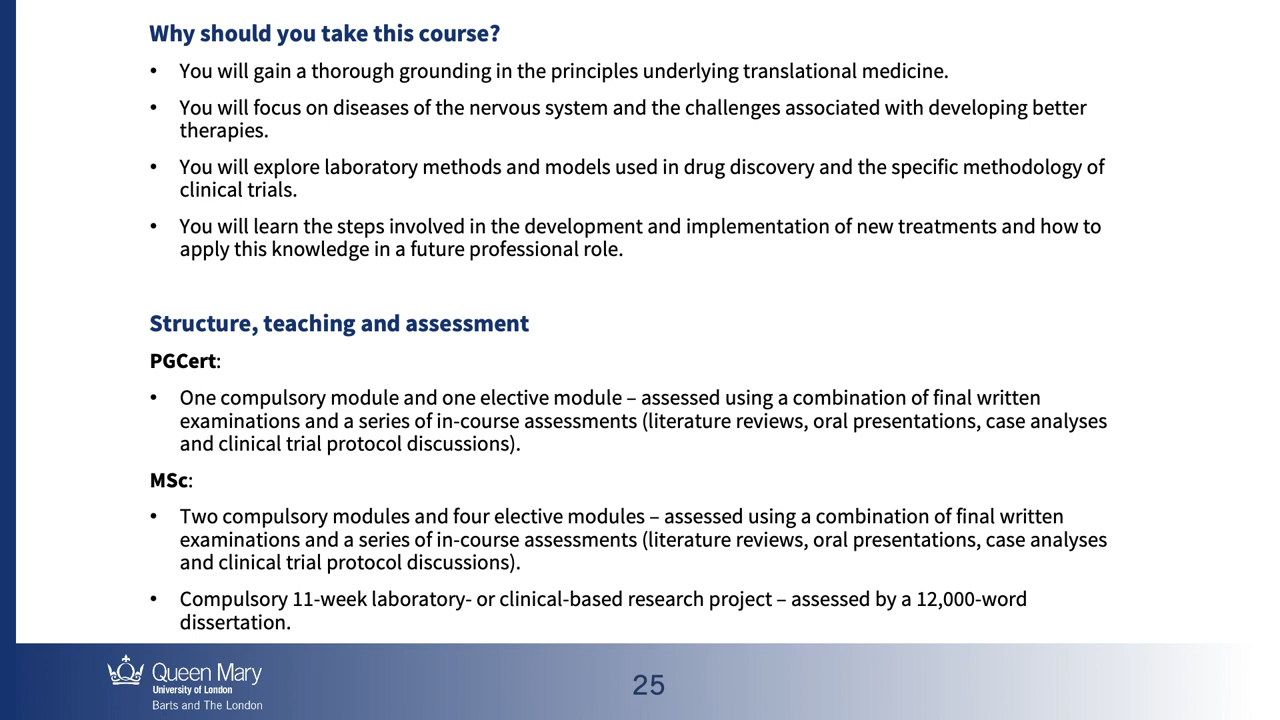 Why should you take this course?
• You will gain a thorough grounding in the principles underlying translational medicine.
• You will focus on diseases of the nervous system and the challenges associated with developing better
therapies.
• You will explore laboratory methods and models used in drug discovery and the specific methodology of
clinical trials.
• You will learn the steps involved in the development and implementation of new treatments and how to
apply this knowledge in a future professional role.
Structure, teaching and assessment
PGCert:
• One compulsory module and one elective module – assessed using a combination of final written
examinations and a series of in-course assessments (literature reviews, oral presentations, case analyses
and clinical trial protocol discussions).
MSc:
• Two compulsory modules and four elective modules – assessed using a combination of final written
examinations and a series of in-course assessments (literature reviews, oral presentations, case analyses
and clinical trial protocol discussions).
• Compulsory 11-week laboratory- or clinical-based research project – assessed by a 12,000-word
dissertation.
Queen Mary
University of London
Barts and The London
25